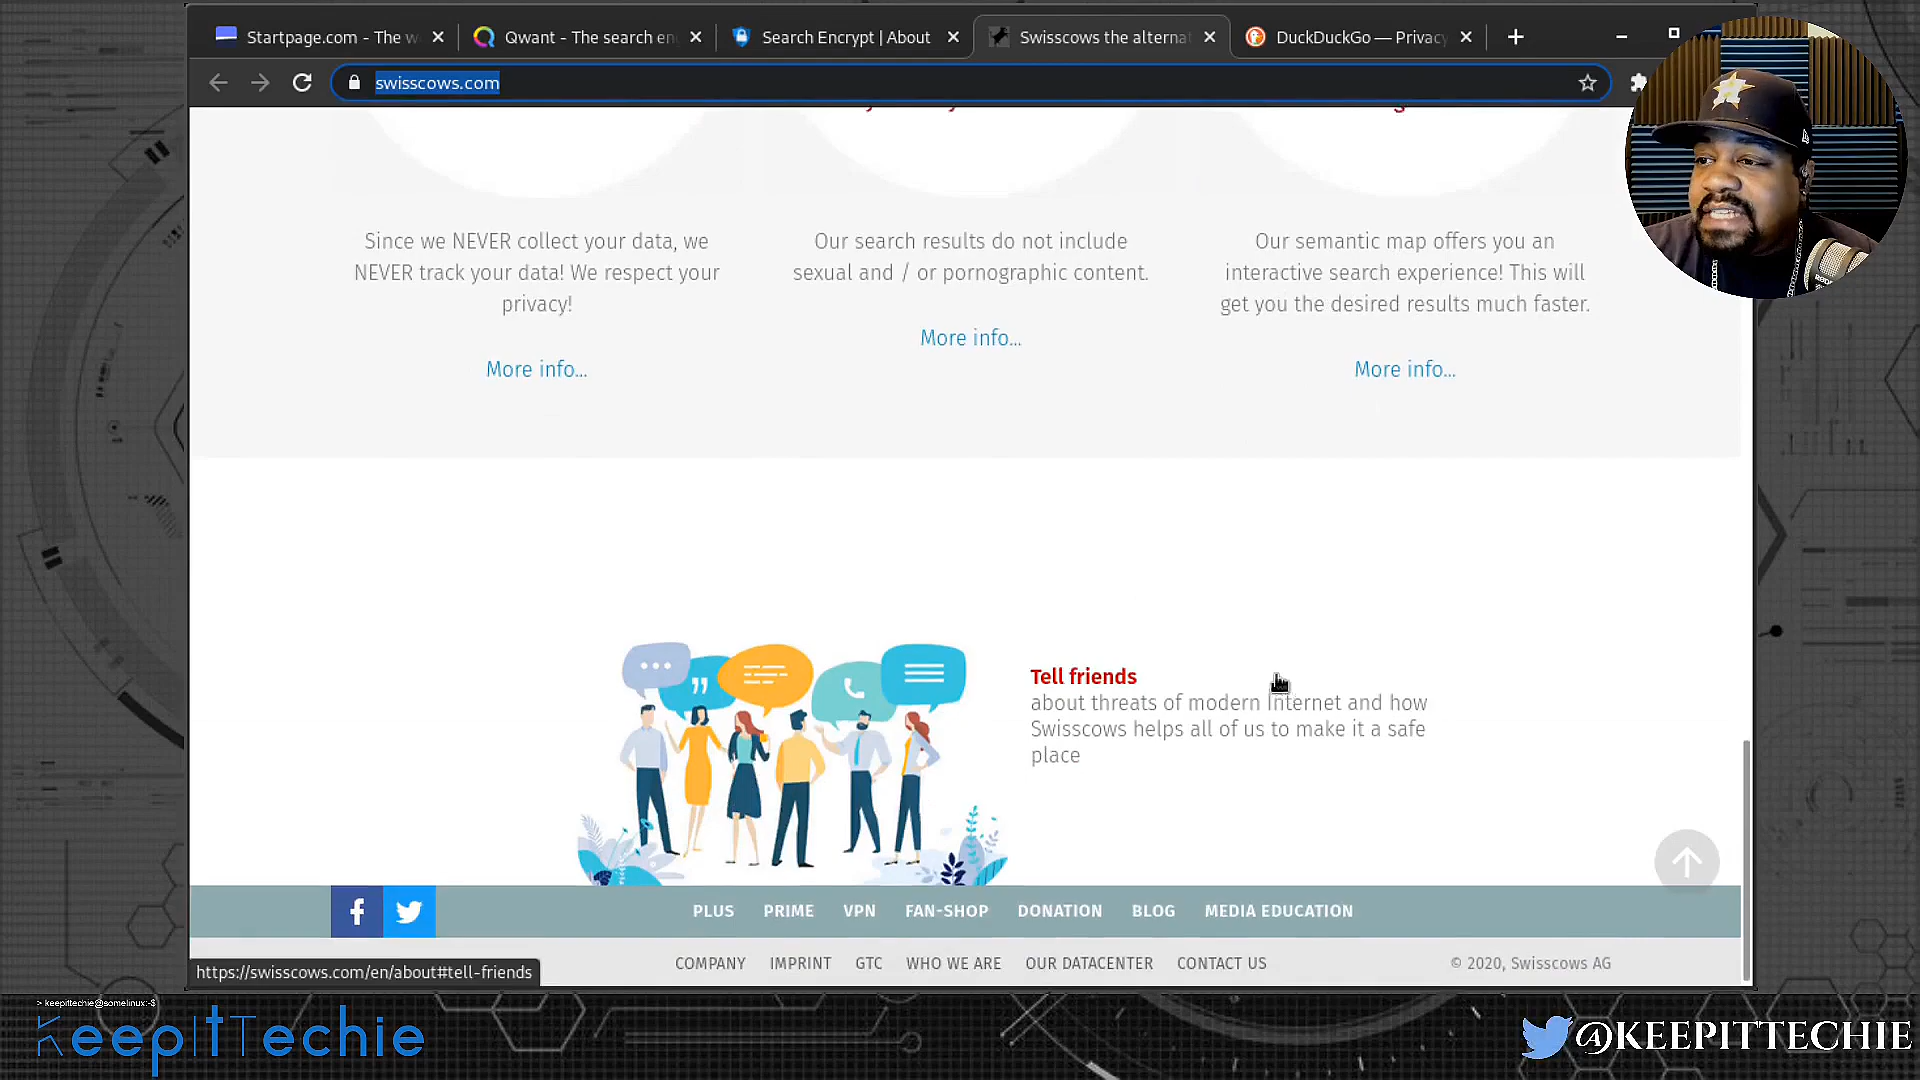 Startpage.com - The w
Qwant - The search en
Search Encrypt | About
Swisscows the alternat
DuckDuckGo — Privacy
swisscows.com
Since we NEVER collect your data, we
NEVER track your data! We respect your
privacy!
More info...
Our search results do not include
sexual and / or pornographic content.
More info...
Our semantic map offers you an
interactive search experience! This will
get you the desired results much faster.
More info...
Tell friends
about threats of modern Internet and how
Swisscows helps all of us to make it a safe
place
PLUS PRIME VPN FAN-SHOP DONATION BLOG MEDIA EDUCATION
https://swisscows.com/en/about#tell-friends
COMPANY IMPRINT GTC WHO WE ARE OUR DATACENTER CONTACT US
© 2020, Swisscows AG
> keepittechie@somelinux:~$
KeepItTechie
@KEEPITTECHIE